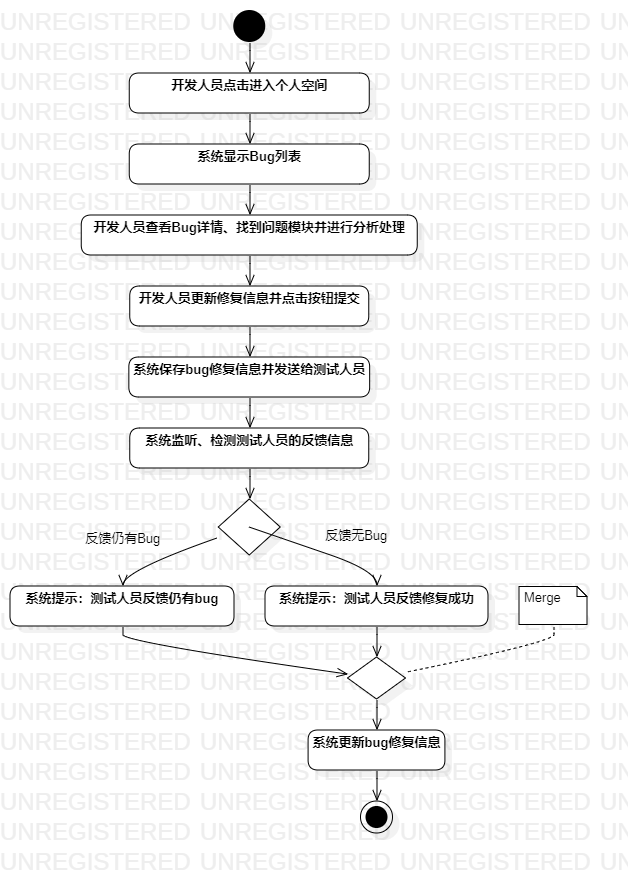 开发人员点击进入个人空间
系统显示Bug列表
开发人员查看Bug详情、找到问题模块并进行分析处理
开发人员更新修复信息并点击按钮提交
系统保存bug修复信息并发送给测试人员
系统监听、检测测试人员的反馈信息
反馈仍有Bug
反馈无Bug
系统提示：测试人员反馈仍有bug
系统提示：测试人员反馈修复成功
Merge
系统更新bug修复信息
UNREGISTERED